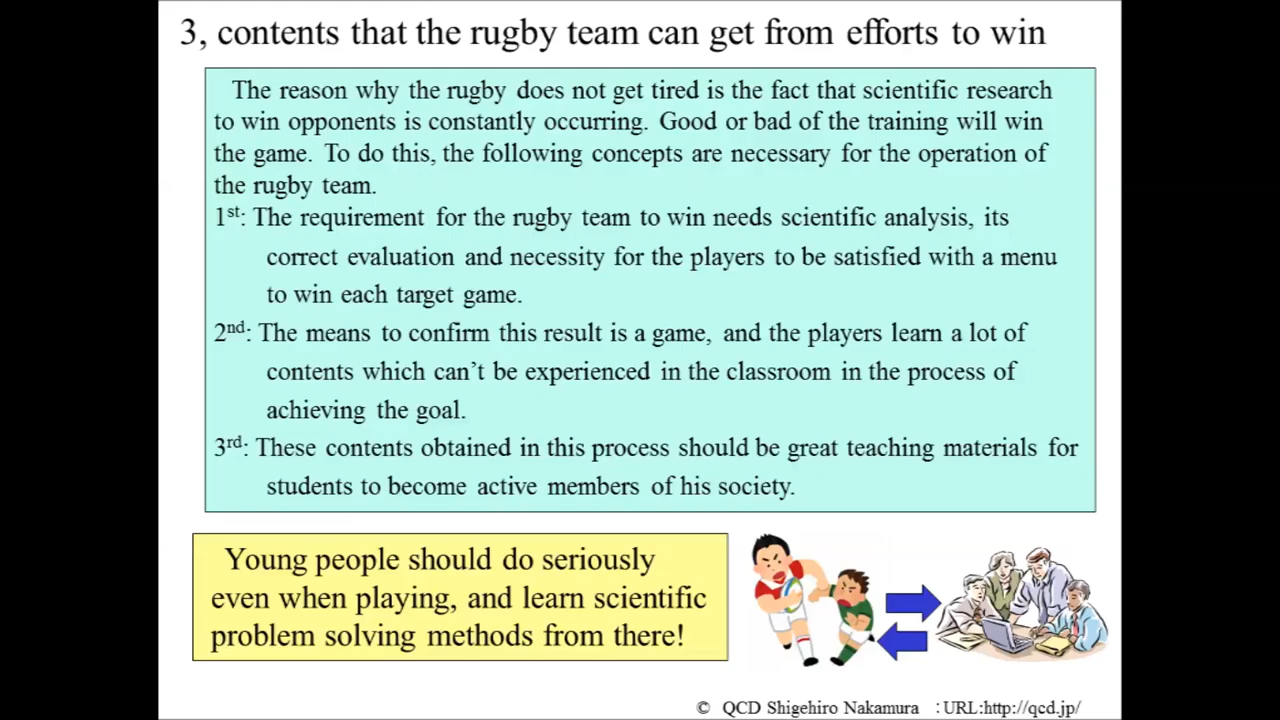 3, contents that the rugby team can get from efforts to win
The reason why the rugby does not get tired is the fact that scientific research
to win opponents is constantly occurring. Good or bad of the training will win
the game. To do this, the following concepts are necessary for the operation of
the rugby team.
1st: The requirement for the rugby team to win needs scientific analysis, its
correct evaluation and necessity for the players to be satisfied with a menu
to win each target game.
2nd: The means to confirm this result is a game, and the players learn a lot of
contents which can't be experienced in the classroom in the process of
achieving the goal.
3rd: These contents obtained in this process should be great teaching materials for
students to become active members of his society.
Young people should do seriously
even when playing, and learn scientific
problem solving methods from there!
© QCD Shigehiro Nakamura :URL:http://qcd.jp/